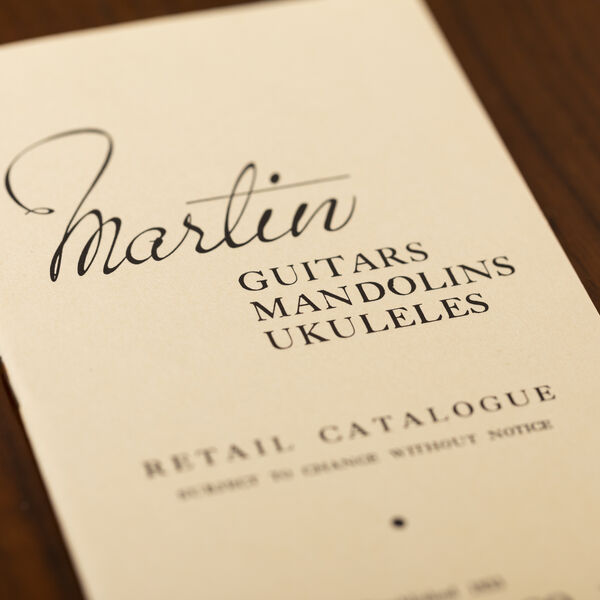 Martin
GUITARS
MANDOLINS
UKULELES
RETAIL CATALOGUE
SUBJECT TO CHANGE WITHOUT NOTICE